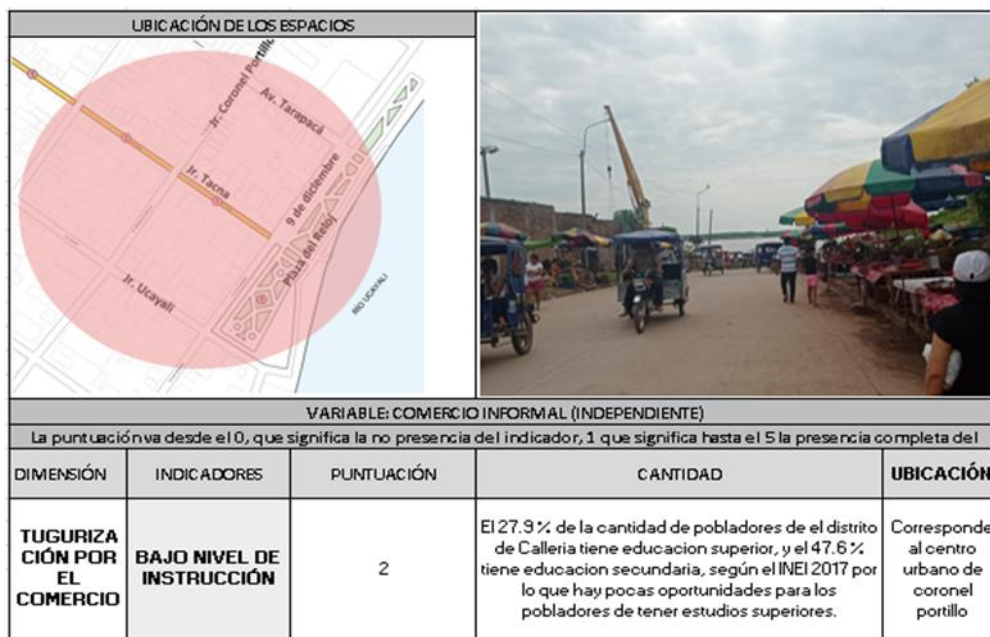 UBICACIÓN DE LOS ESPACIOS
Jr. Coronel Portillo
Av. Tarapacá
Jr. Tacna
9 de diciembre
Plaza del Reloj
Jr. Ucayali
RÍO UCAYALI
VARIABLE: COMERCIO INFORMAL (INDEPENDIENTE)
La puntuación va desde el 0, que significa la no presencia del indicador, 1 que significa hasta el 5 la presencia completa del
DIMENSIÓN
INDICADORES
PUNTUACIÓN
CANTIDAD
UBICACIÓN
TUGURIZA
CIÓN POR
EL
COMERCIO
BAJO NIVEL DE
INSTRUCCIÓN
2
El 27.9% de la cantidad de pobladores de el distrito
de Calleria tiene educacion superior, y el 47.6%
tiene educacion secundaria, según el INEI 2017 por
lo que hay pocas oportunidades para los
pobladores de tener estudios superiores.
Corresponde
al centro
urbano de
coronel
portillo